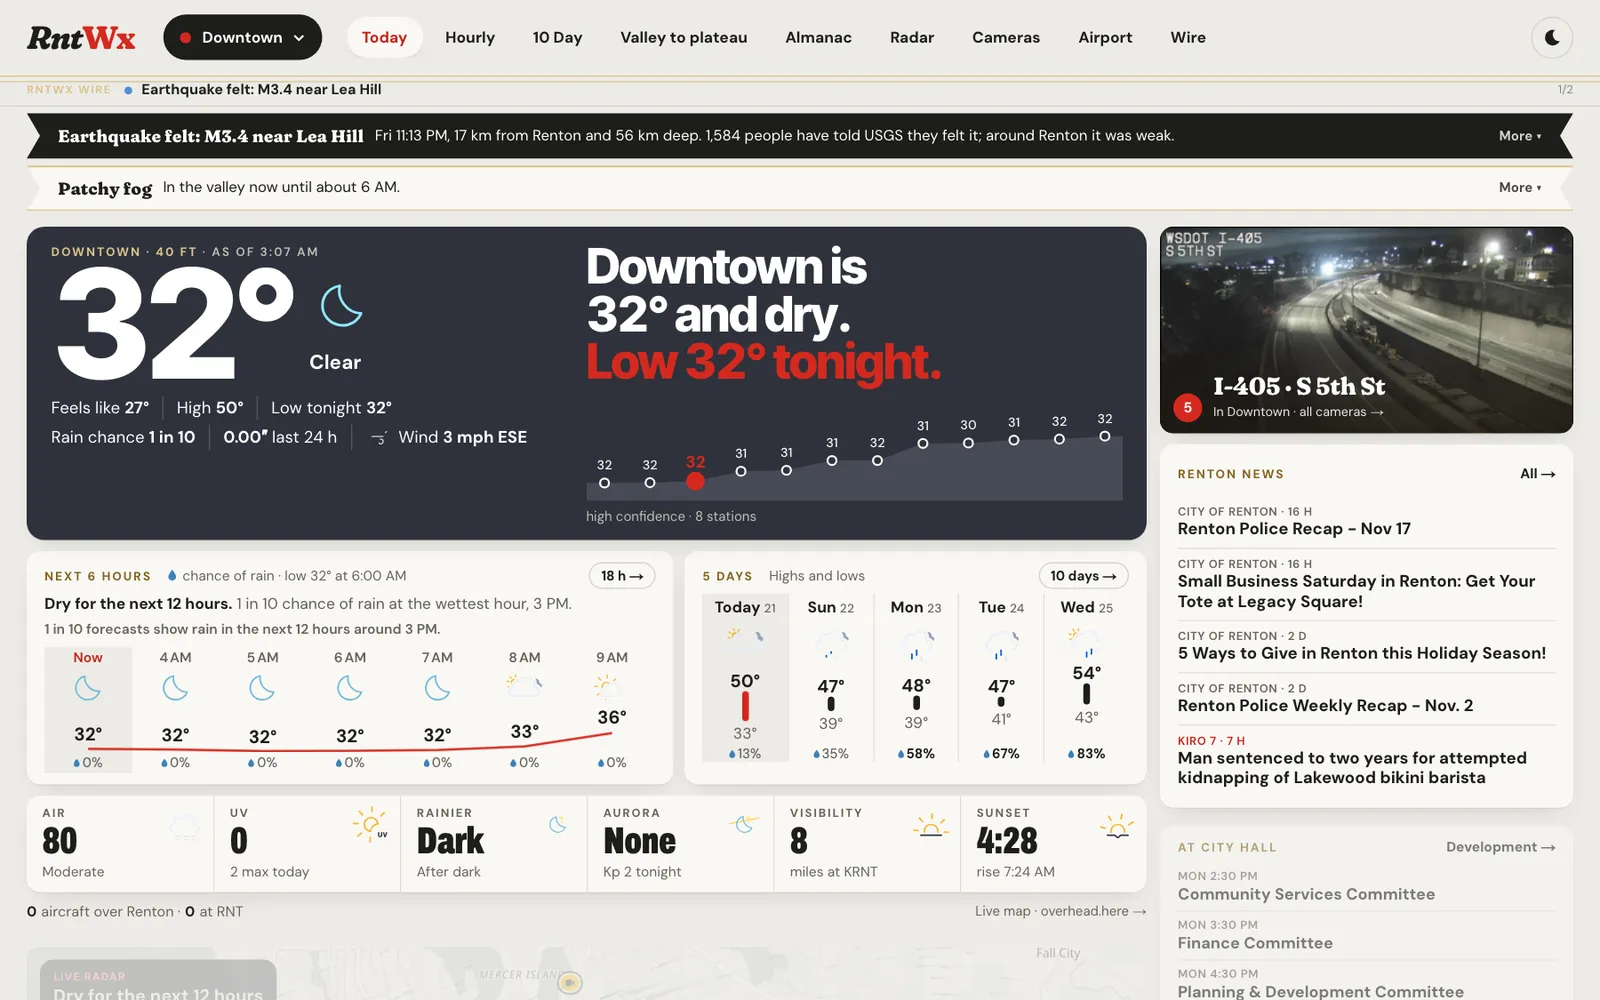 RntWx
Downtown
Today
Hourly
10 Day
Valley to plateau
Almanac
Radar
Cameras
Airport
Wire
RNTWX WIRE
Earthquake felt: M3.4 near Lea Hill
1/2
Earthquake felt: M3.4 near Lea Hill Fri 11:13 PM, 17 km from Renton and 56 km deep. 1,584 people have told USGS they felt it; around Renton it was weak.
More
Patchy fog In the valley now until about 6 AM.
More
DOWNTOWN · 40 FT · AS OF 3:07 AM
32°
Clear
Feels like 27°
High 50°
Low tonight 32°
Rain chance 1 in 10
0.00" last 24 h
Wind 3 mph ESE
Downtown is
32° and dry.
Low 32° tonight.
32 32 32 31 31 31 32 31 30 31 32 32
high confidence · 8 stations
WSDOT I-405
S 5TH ST
I-405 · S 5th St
5
In Downtown · all cameras →
NEXT 6 HOURS
chance of rain · low 32° at 6:00 AM
18 h →
Dry for the next 12 hours. 1 in 10 chance of rain at the wettest hour, 3 PM.
1 in 10 forecasts show rain in the next 12 hours around 3 PM.
Now 4 AM 5 AM 6 AM 7 AM 8 AM 9 AM
32° 32° 32° 32° 32° 33° 36°
0% 0% 0% 0% 0% 0% 0%
5 DAYS
Highs and lows
10 days →
Today 21 Sun 22 Mon 23 Tue 24 Wed 25
50° 47° 48° 47° 54°
33° 39° 39° 41° 43°
13% 35% 58% 67% 83%
RENTON NEWS
All →
CITY OF RENTON · 16 H
Renton Police Recap – Nov 17
CITY OF RENTON · 16 H
Small Business Saturday in Renton: Get Your
Tote at Legacy Square!
CITY OF RENTON · 2 D
5 Ways to Give in Renton this Holiday Season!
CITY OF RENTON · 2 D
Renton Police Weekly Recap – Nov. 2
KIRO 7 · 7 H
Man sentenced to two years for attempted
kidnapping of Lakewood bikini barista
AIR
80
Moderate
UV
0
UV
2 max today
RAINIER
Dark
After dark
AURORA
None
Kp 2 tonight
VISIBILITY
8
miles at KRNT
SUNSET
4:28
rise 7:24 AM
0 aircraft over Renton · 0 at RNT
Live map · overhead.here →
AT CITY HALL
Development →
MON 2:30 PM
Community Services Committee
MON 3:30 PM
Finance Committee
MON 4:30 PM
Planning & Development Committee
LIVE RADAR
Dry for the next 12 hours
MERCER ISLAND
Fall City